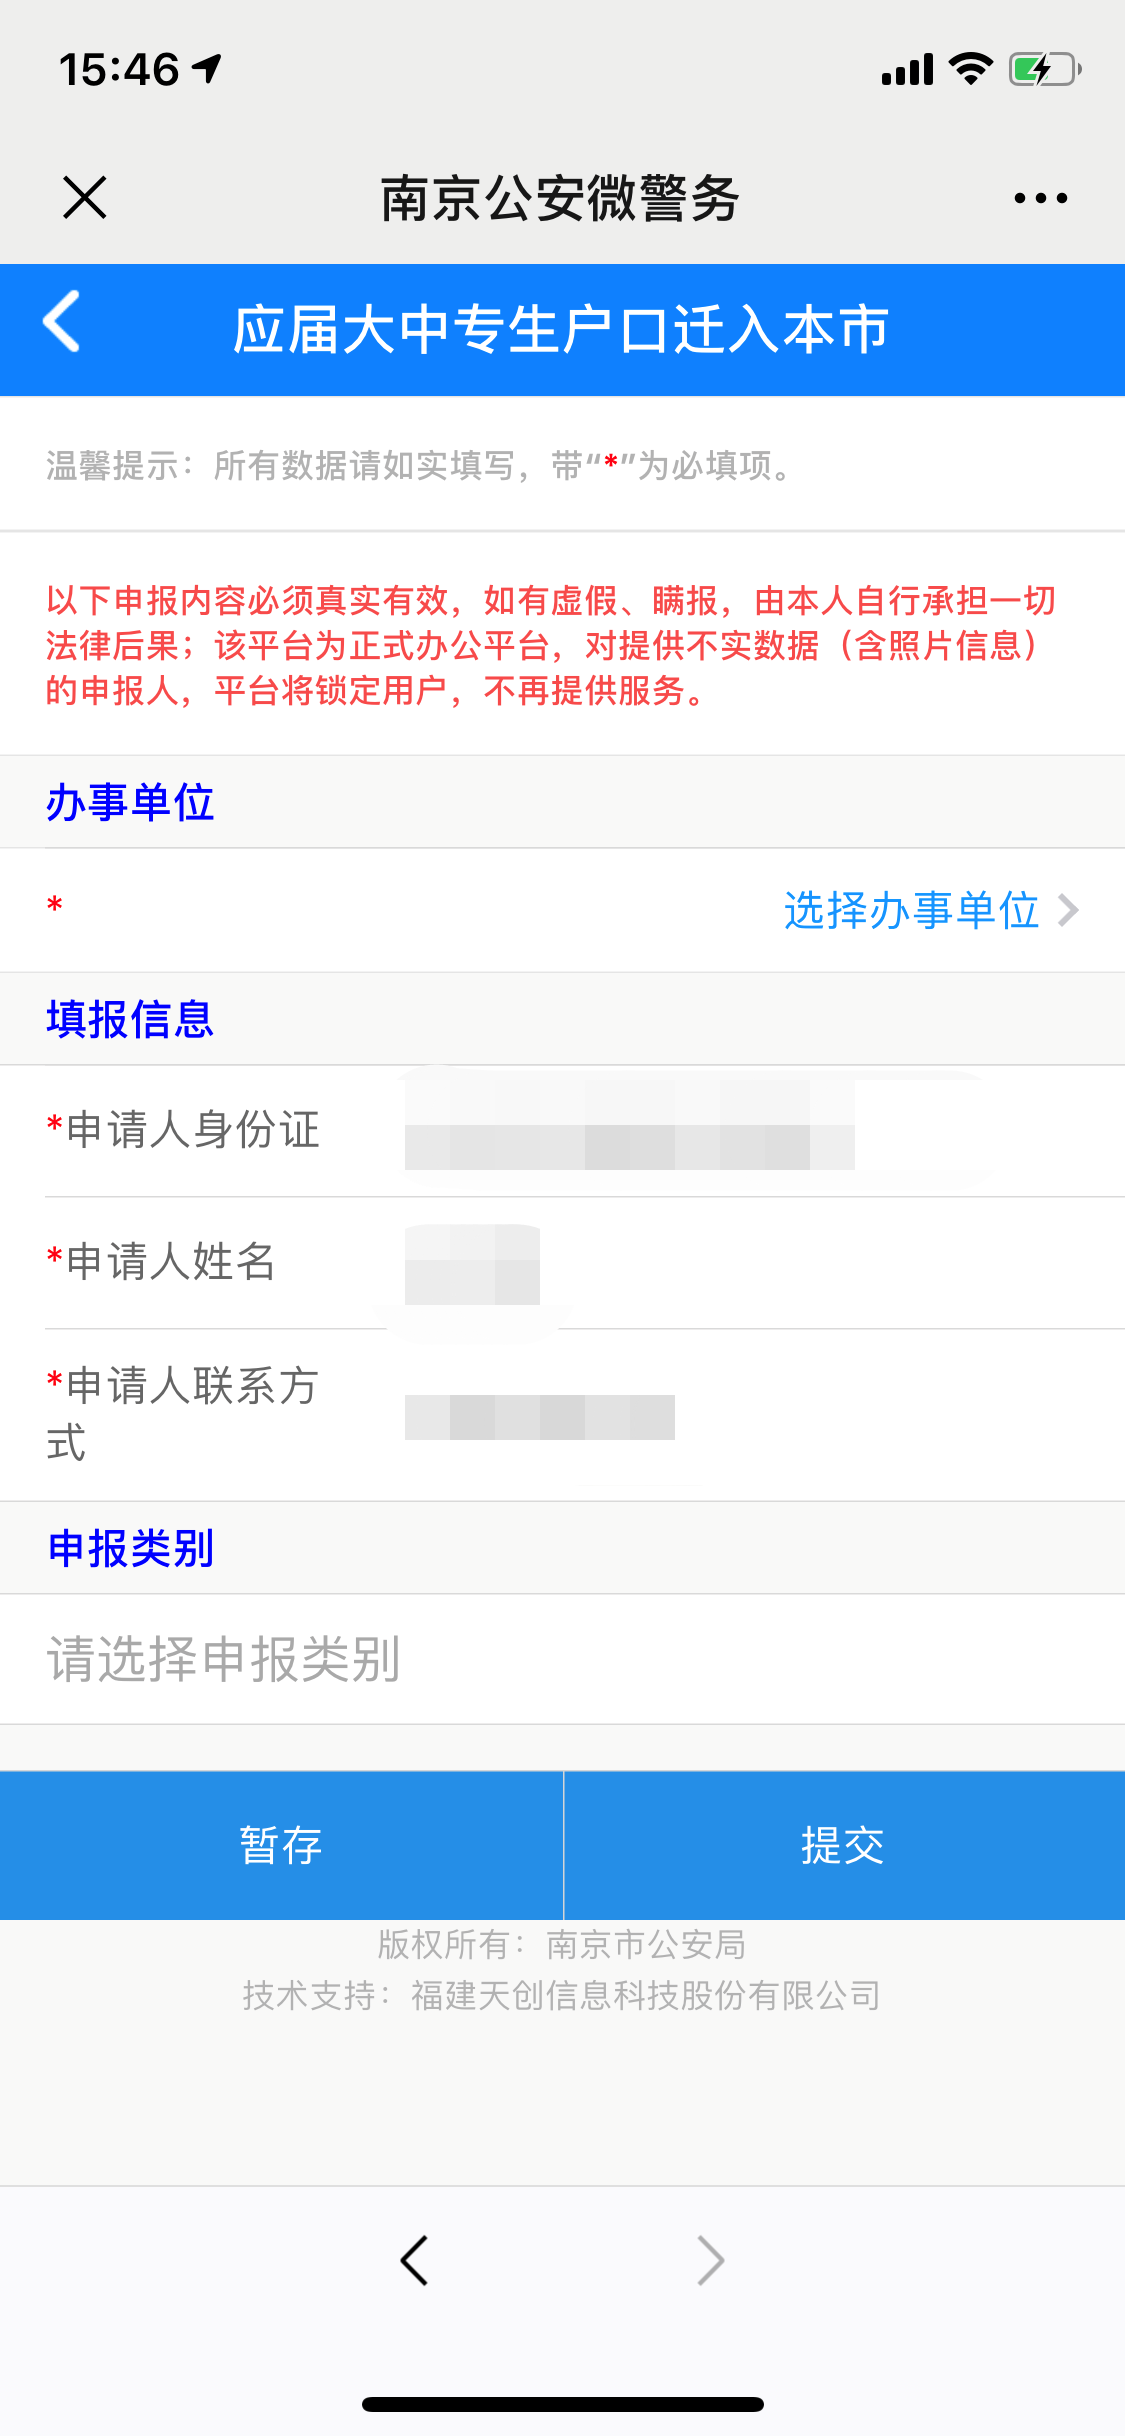 15:46
南京公安微警务
应届大中专生户口迁入本市
温馨提示：所有数据请如实填写，带“*”为必填项。
以下申报内容必须真实有效，如有虚假、瞒报，由本人自行承担一切
法律后果；该平台为正式办公平台，对提供不实数据（含照片信息）
的申报人，平台将锁定用户，不再提供服务。
办事单位
* 选择办事单位
填报信息
*申请人身份证
*申请人姓名
*申请人联系方
式
申报类别
请选择申报类别
暂存 提交
版权所有：南京市公安局
技术支持：福建天创信息科技股份有限公司